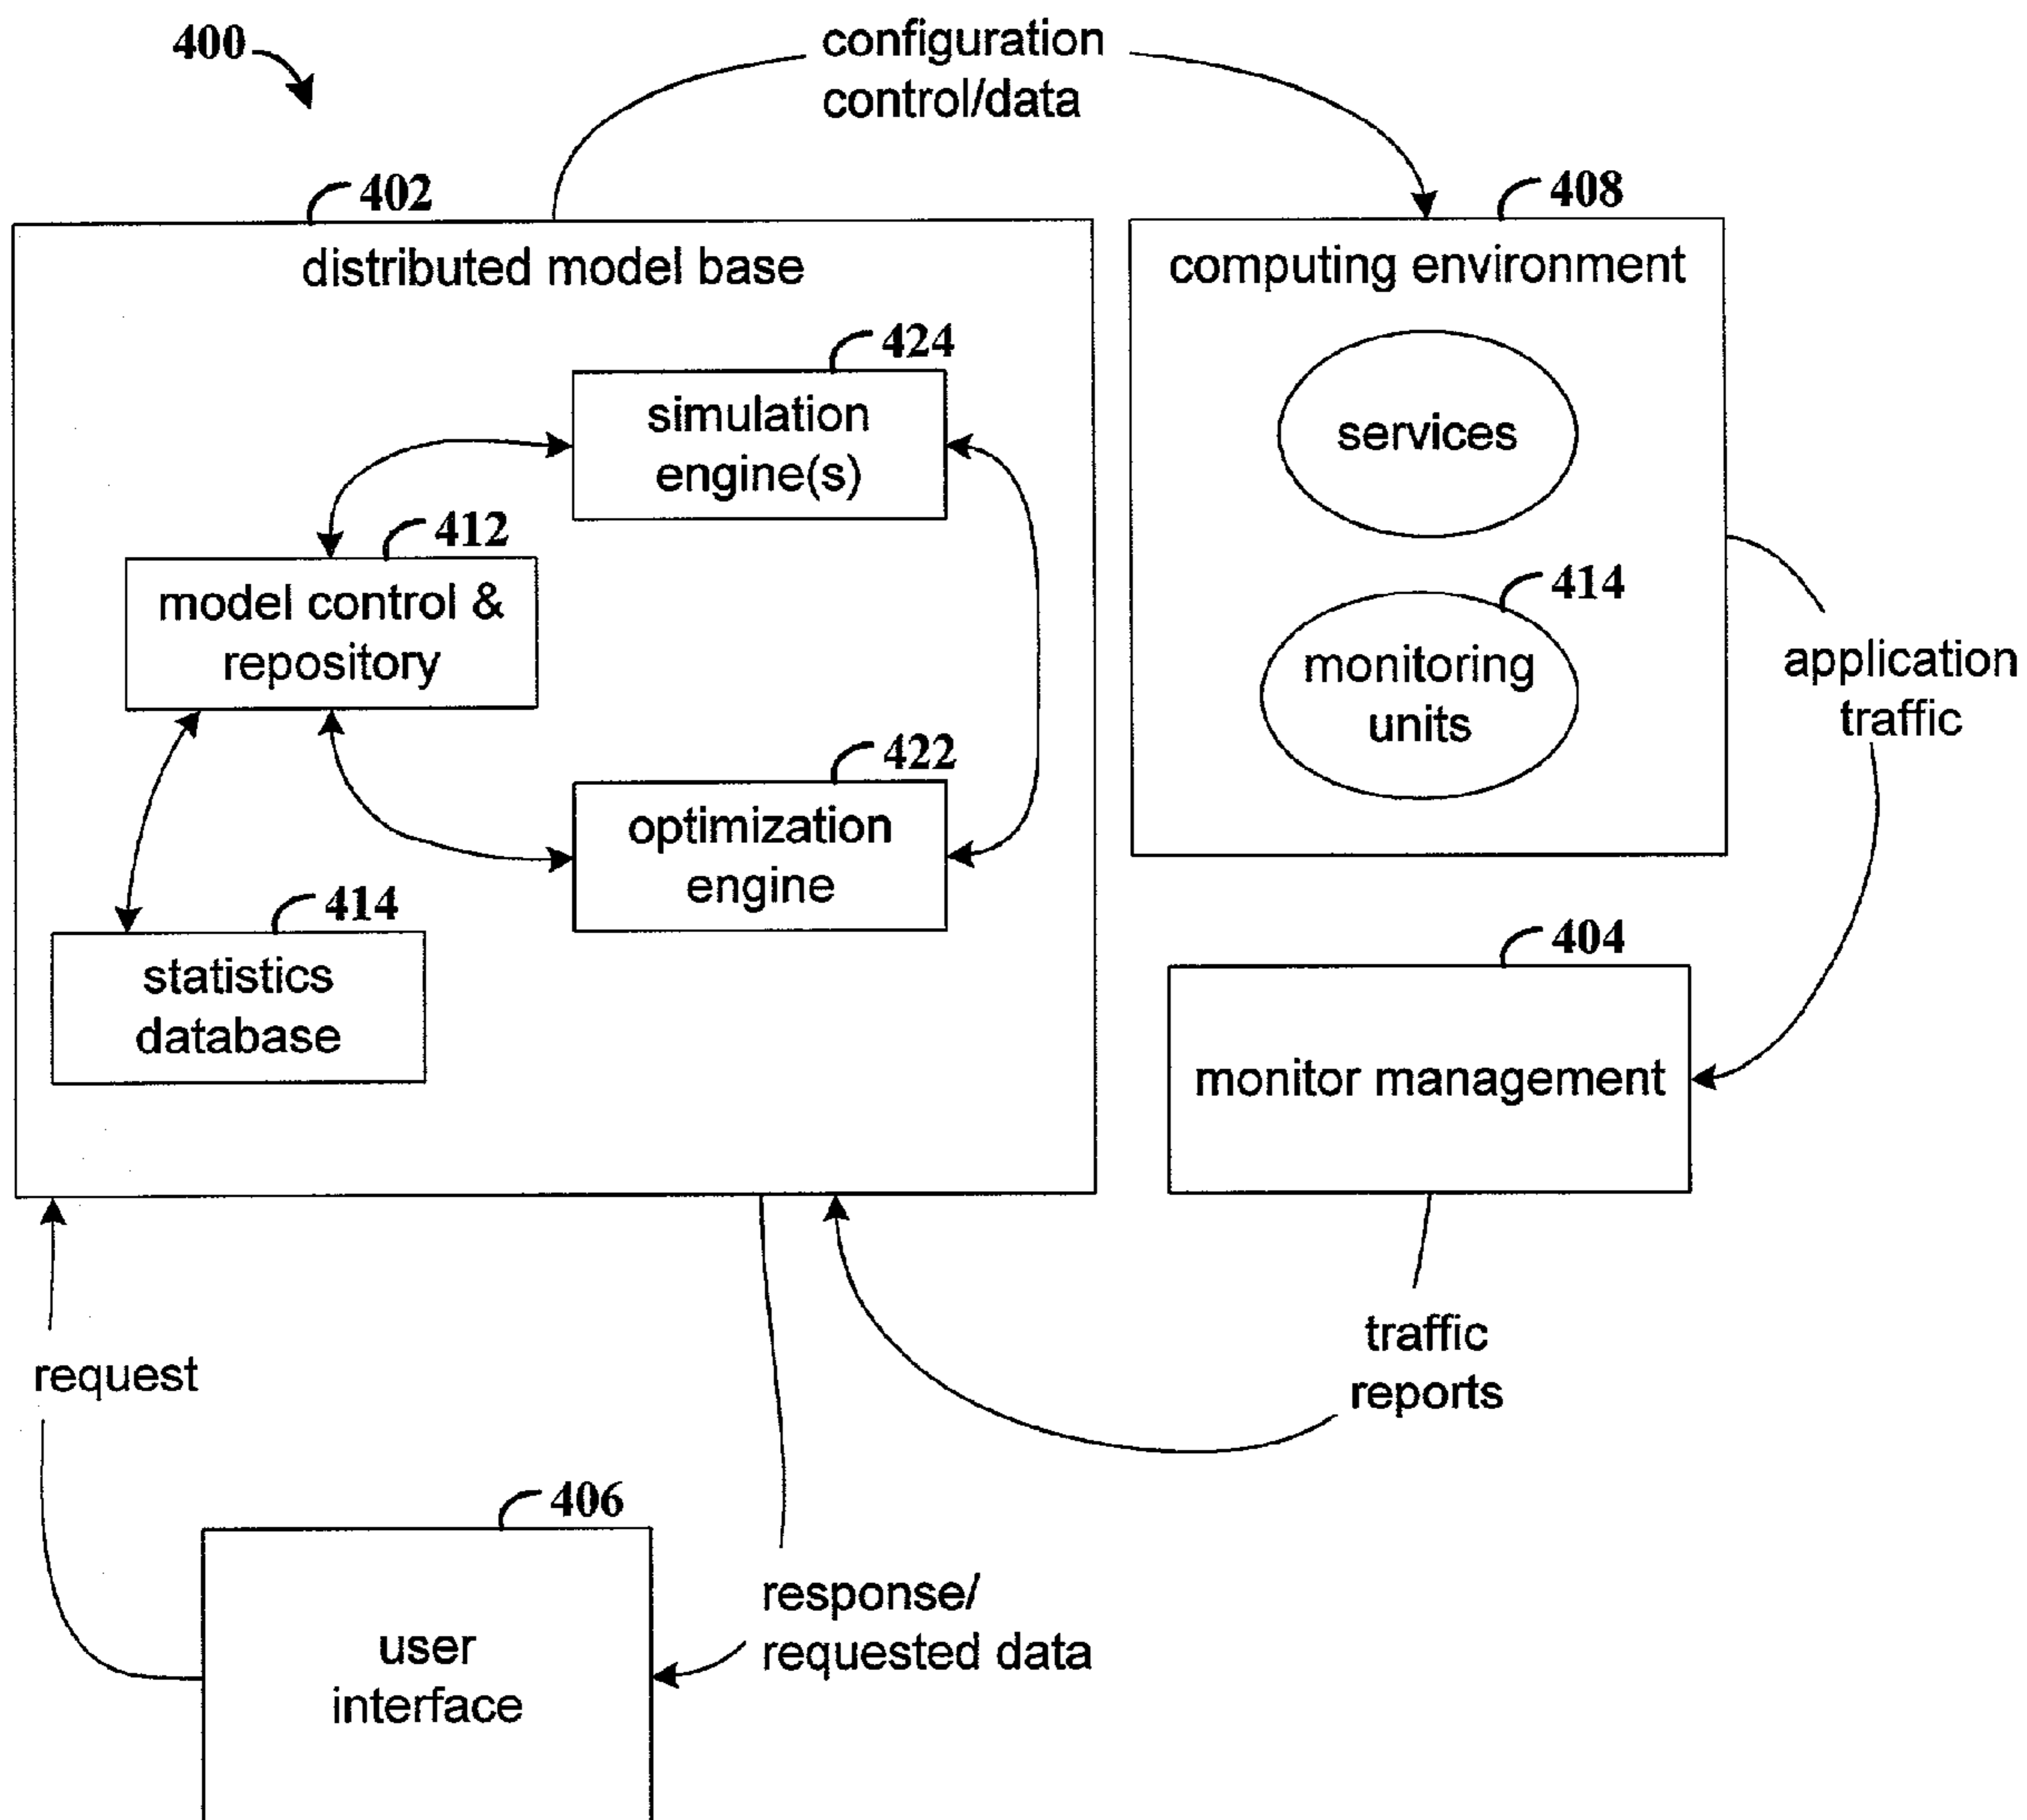 400
configuration
control/data
402
distributed model base
424
simulation
engine(s)
412
model control &
repository
422
optimization
engine
414
statistics
database
408
computing environment
services
414
monitoring
units
application
traffic
404
monitor management
traffic
reports
request
response/
requested data
406
user
interface